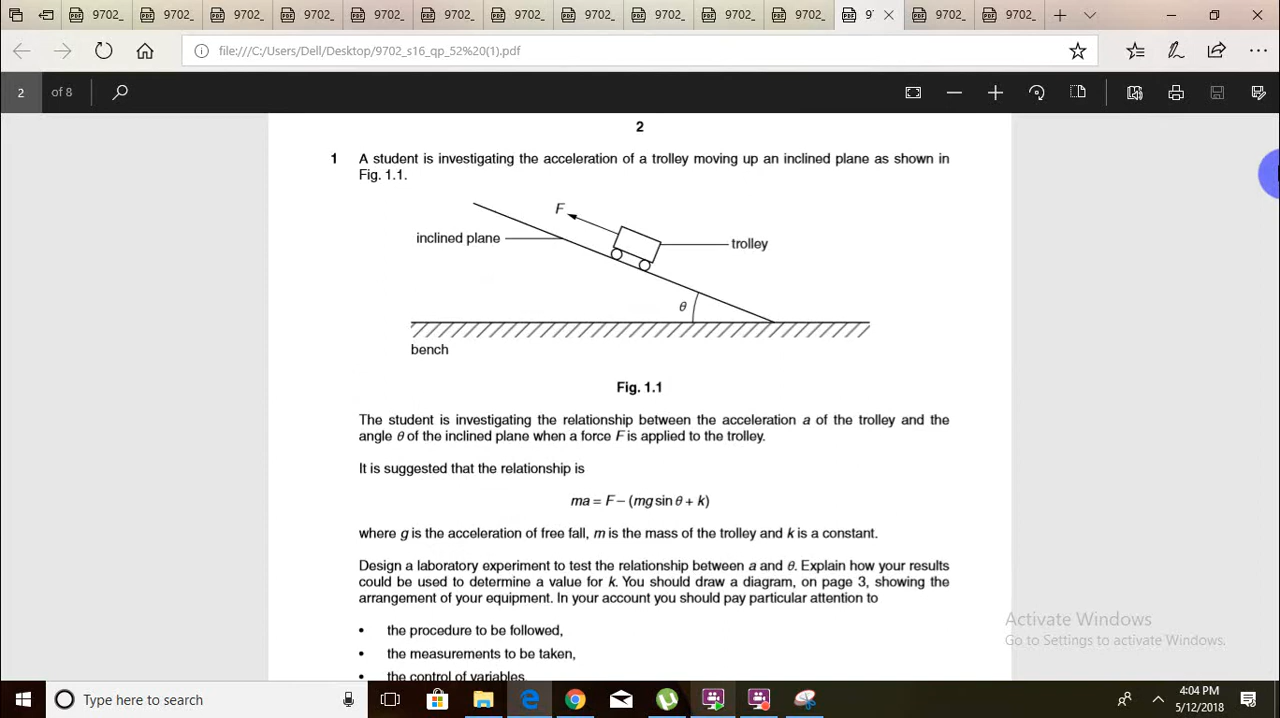 9702_
9702_
9702_
9702_
9702_
9702_
9702_
9702_
9702_
9702_
9702_
9
9702_
9702_
file:///C:/Users/Dell/Desktop/9702_s16_qp_52%20(1).pdf
2 of 8
2
1 A student is investigating the acceleration of a trolley moving up an inclined plane as shown in
Fig. 1.1.
F
inclined plane
trolley
θ
bench
Fig. 1.1
The student is investigating the relationship between the acceleration a of the trolley and the
angle θ of the inclined plane when a force F is applied to the trolley.
It is suggested that the relationship is
ma = F – (mg sin θ + k)
where g is the acceleration of free fall, m is the mass of the trolley and k is a constant.
Design a laboratory experiment to test the relationship between a and θ. Explain how your results
could be used to determine a value for k. You should draw a diagram, on page 3, showing the
arrangement of your equipment. In your account you should pay particular attention to
• the procedure to be followed,
• the measurements to be taken,
• the control of variables,
Activate Windows
Go to Settings to activate Windows.
Type here to search
4:04 PM
5/12/2018